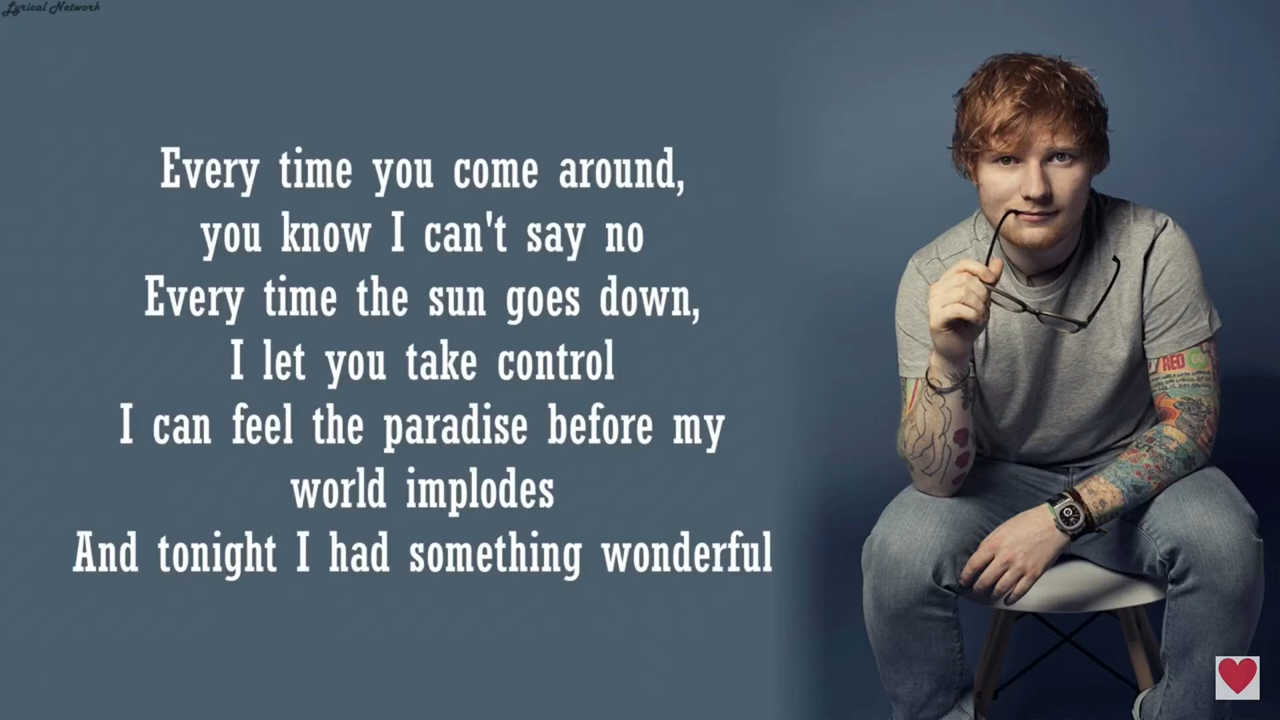 Lyrical Network
Every time you come around,
you know I can't say no
Every time the sun goes down,
I let you take control
I can feel the paradise before my
world implodes
And tonight I had something wonderful
RED